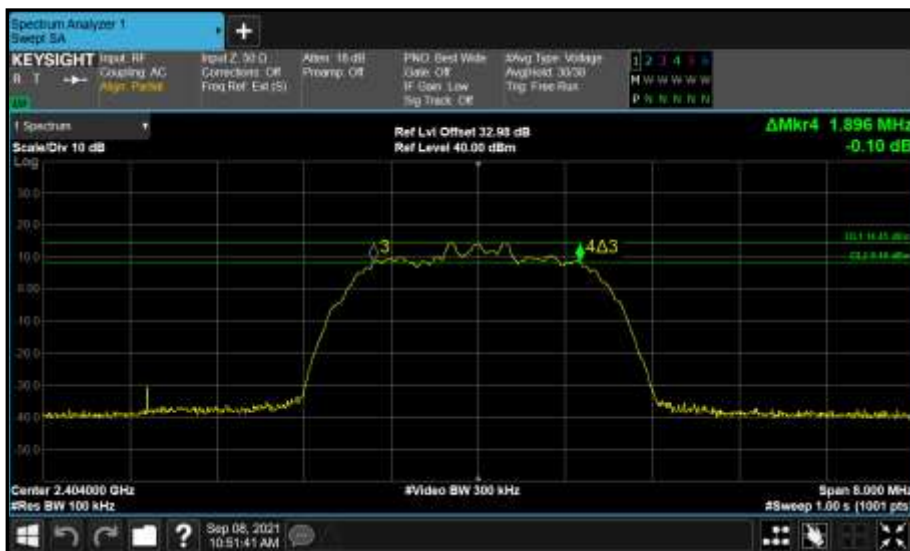 Spectrum Analyzer 1
Swept SA
+
KEYSIGHT
R T
Input: RF
Coupling: AC
Align: Partial
Input Z: 50 Ω
Corrections: Off
Freq Ref: Ext (S)
Atten: 18 dB
Preamp: Off
PNO: Best Wide
Gate: Off
IF Gain: Low
Sig Track: Off
#Avg Type: Voltage
Avg|Hold: 30/30
Trig: Free Run
1 2 3 4 5 6
M W W W W W
P N N N N N
1 Spectrum
Scale/Div 10 dB
Ref Lvl Offset 32.98 dB
Ref Level 40.00 dBm
ΔMkr4 1.896 MHz
-0.10 dB
Log
30.0
20.0
10.0
0.00
-10.0
-20.0
-30.0
-40.0
-50.0
3
4Δ3
Center 2.404000 GHz
#Res BW 100 kHz
#Video BW 300 kHz
Span 8.000 MHz
#Sweep 1.00 s (1001 pts)
?
Sep 08, 2021
10:51:41 AM